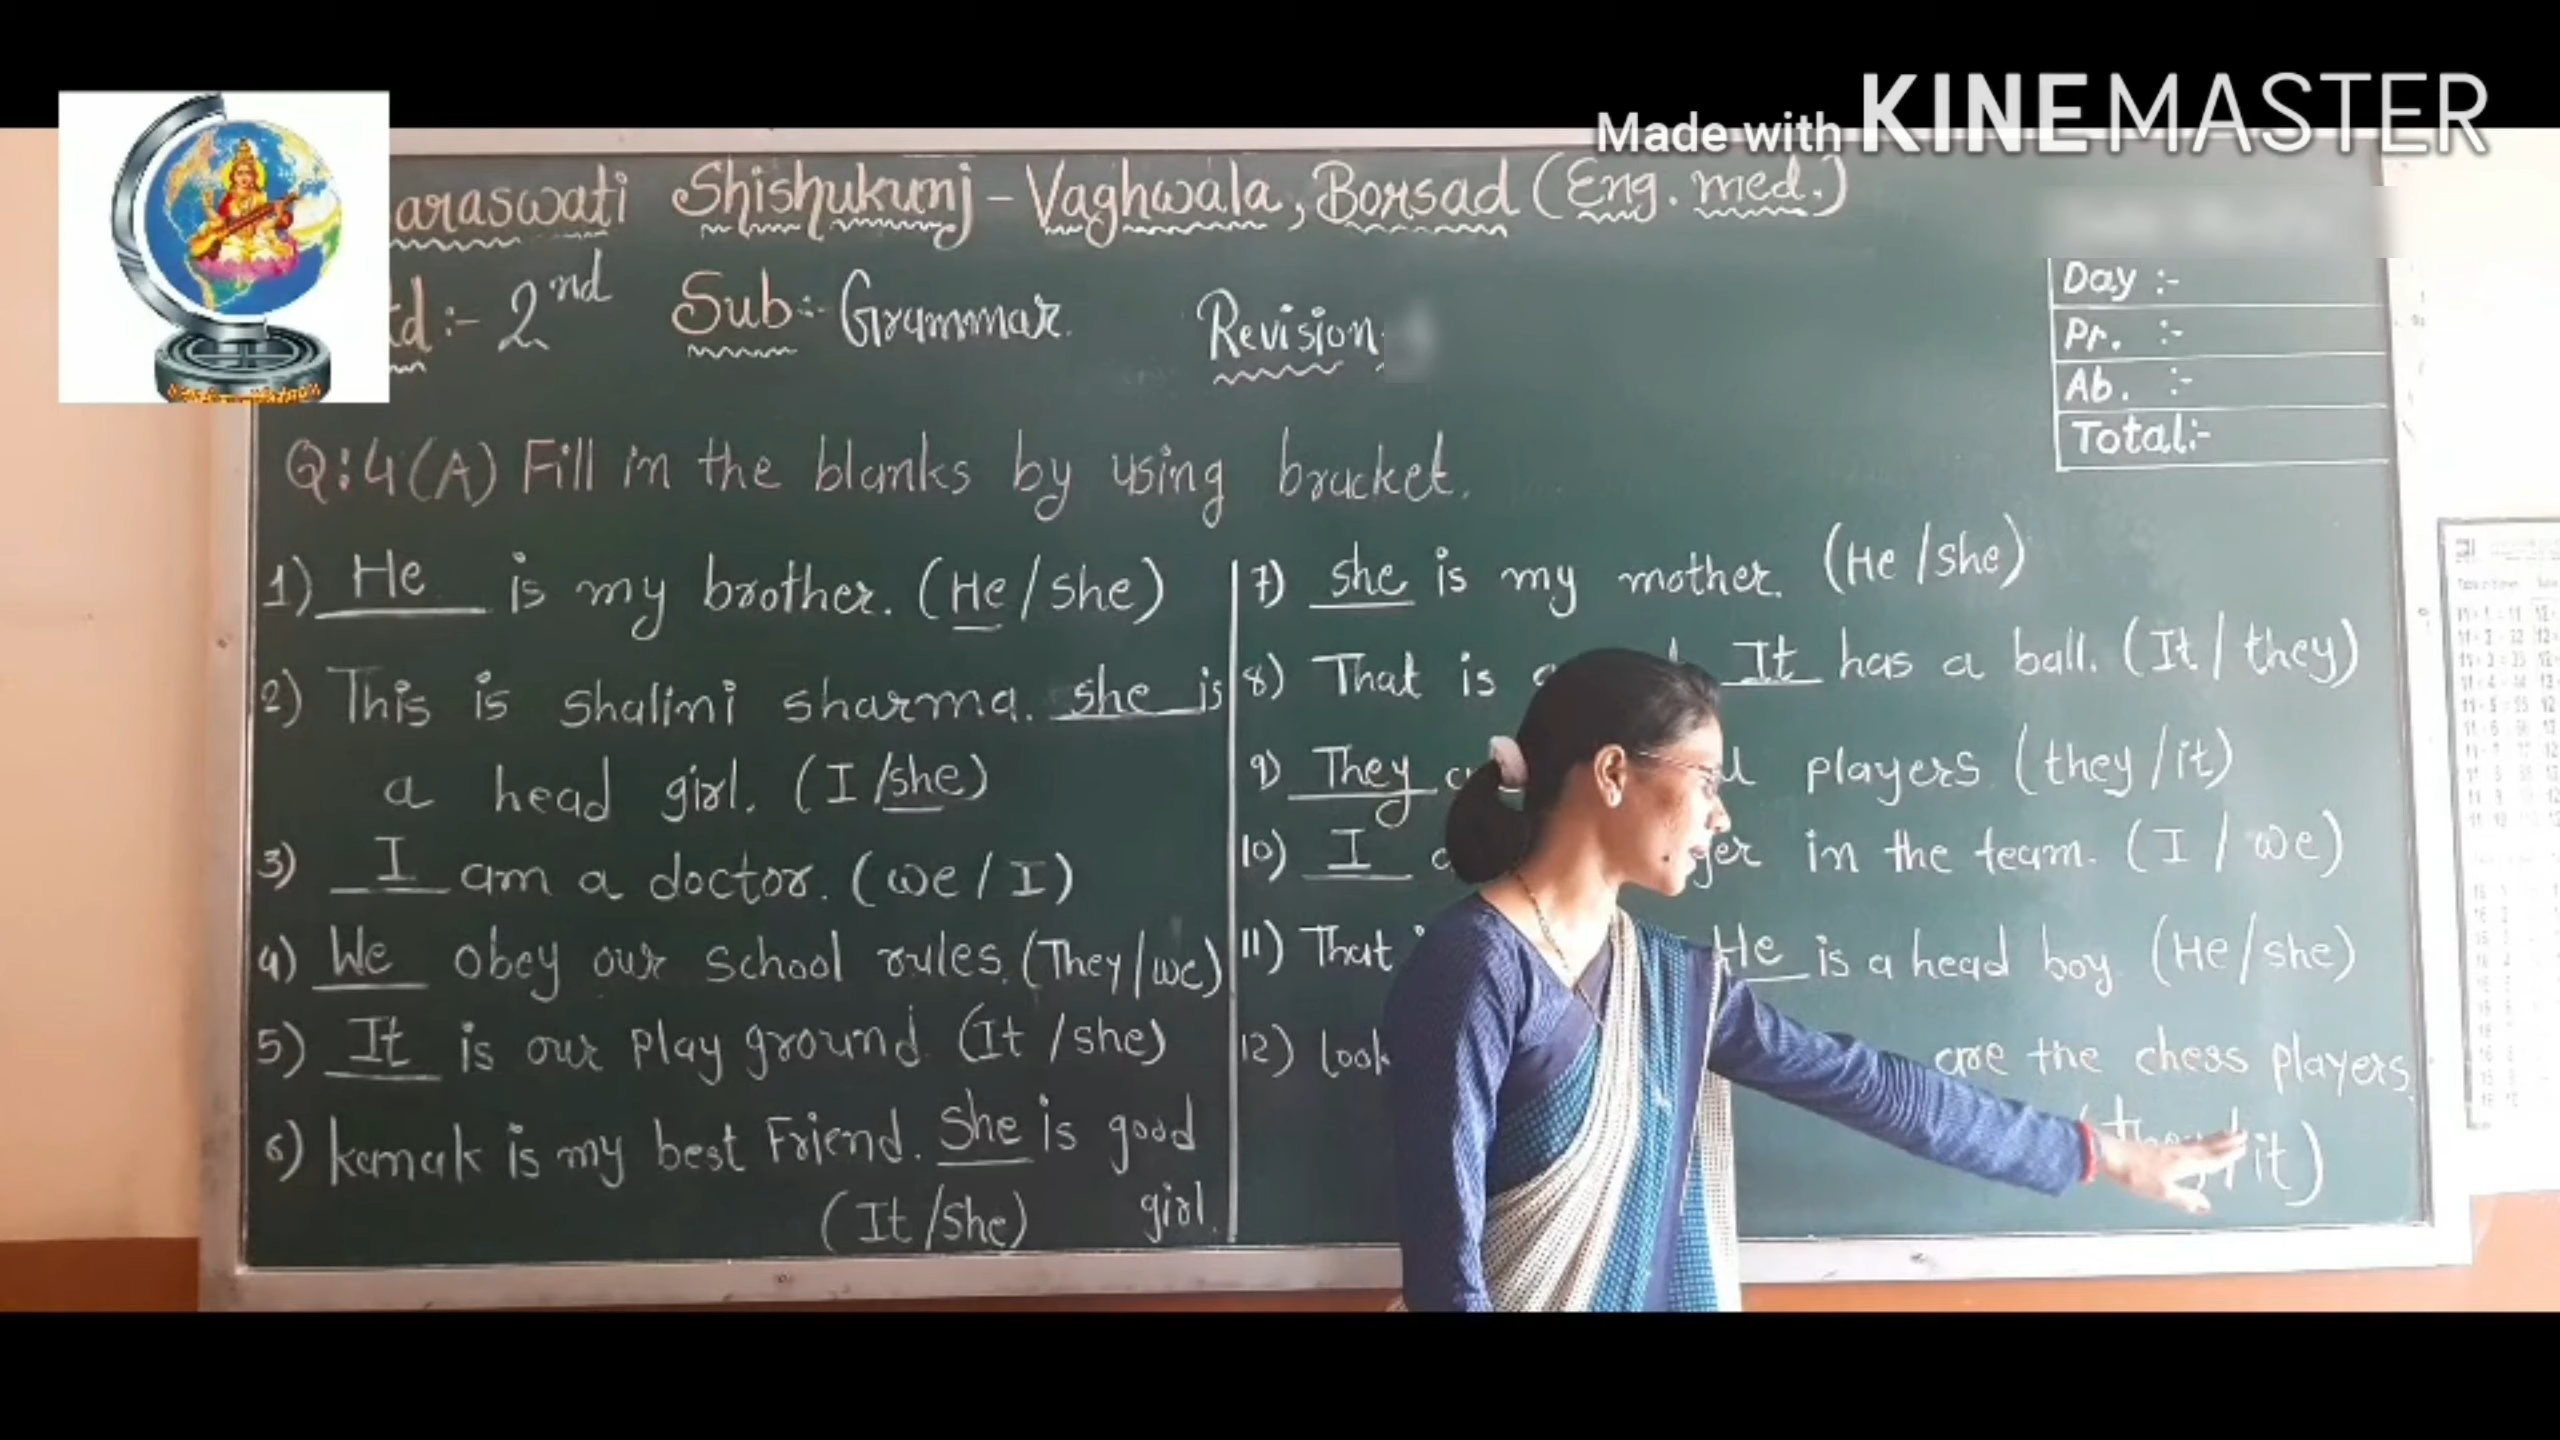 Made with KINEMASTER
araswati Shishukunj - Vaghwala, Borsad (Eng. med.)
td :- 2nd Sub :- Grammar. Revision
Day :-
Pr. :-
Ab. :-
Total:-
Q:4(A) Fill in the blanks by using bracket.
1) He is my brother. (He/she)
2) This is shalini sharma. she is
a head girl. (I/she)
3) I am a doctor. (we/I)
4) We obey our school rules. (They/we)
5) It is our play ground. (It/she)
6) kanak is my best Friend. She is good
(It/She) girl.
7) she is my mother. (He/she)
8) That is It has a ball. (It/they)
9) They players (they/it)
10) I in the team. (I/we)
11) That He is a head boy. (He/she)
12) look are the chess players.
it)